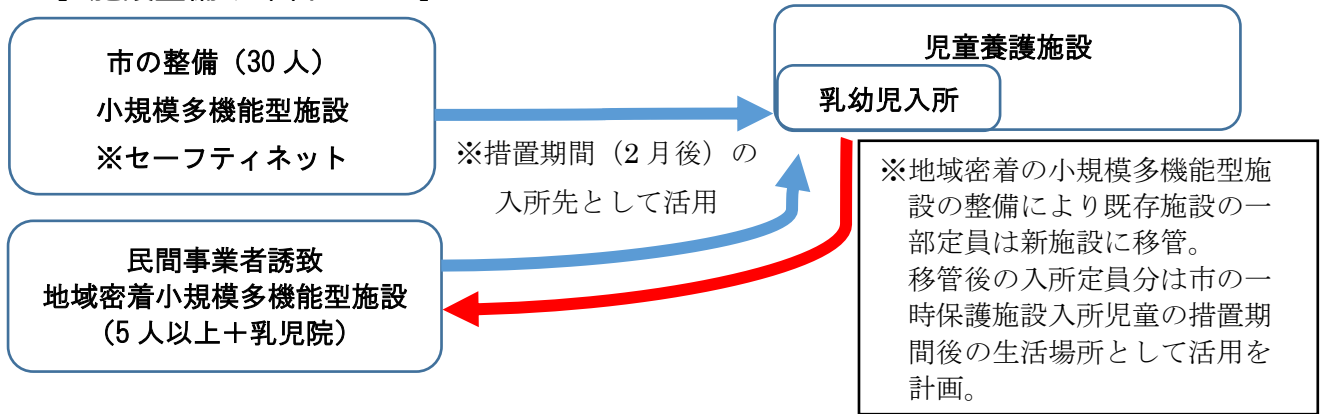 市の整備（30 人）
小規模多機能型施設
※セーフティネット
児童養護施設
乳幼児入所
※措置期間（2 月後）の
入所先として活用
民間事業者誘致
地域密着小規模多機能型施設
（5 人以上＋乳児院）
※地域密着の小規模多機能型施
設の整備により既存施設の一
部定員は新施設に移管。
移管後の入所定員分は市の一
時保護施設入所児童の措置期
間後の生活場所として活用を
計画。